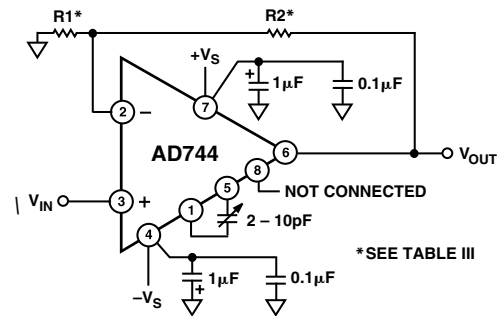 R1*
R2*
+VS
+
1µF
0.1µF
2
–
7
AD744
6
VOUT
8
NOT CONNECTED
5
VIN
3
+
1
2 – 10pF
4
*SEE TABLE III
1µF
+
0.1µF
–VS